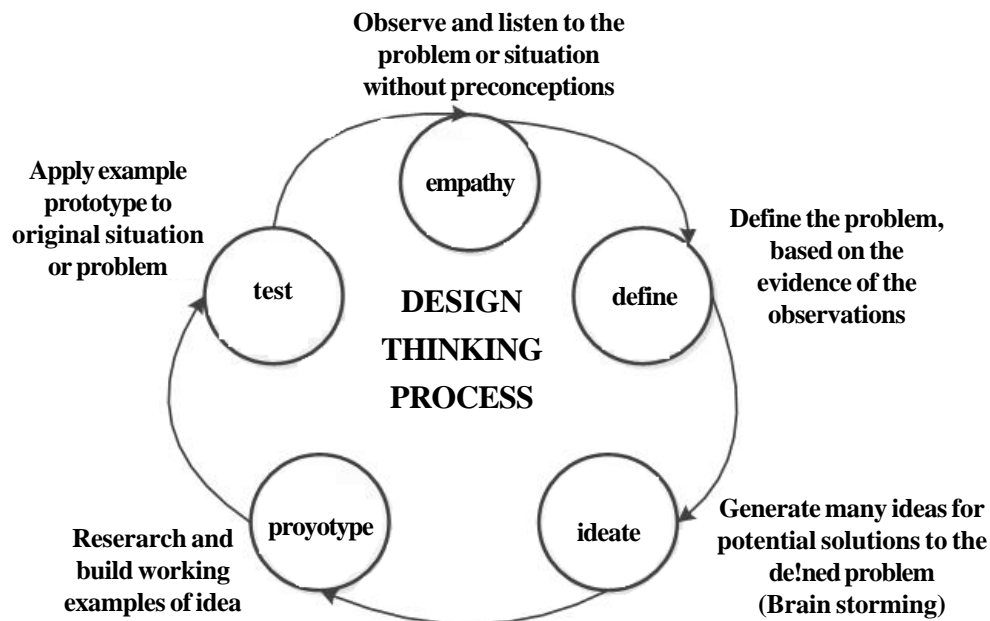 Observe and listen to the
problem or situation
without preconceptions
empathy
Define the problem,
based on the
evidence of the
observations
define
Generate many ideas for
potential solutions to the
de!ned problem
(Brain storming)
ideate
Reserarch and
build working
examples of idea
proyotype
Apply example
prototype to
original situation
or problem
test
DESIGN
THINKING
PROCESS